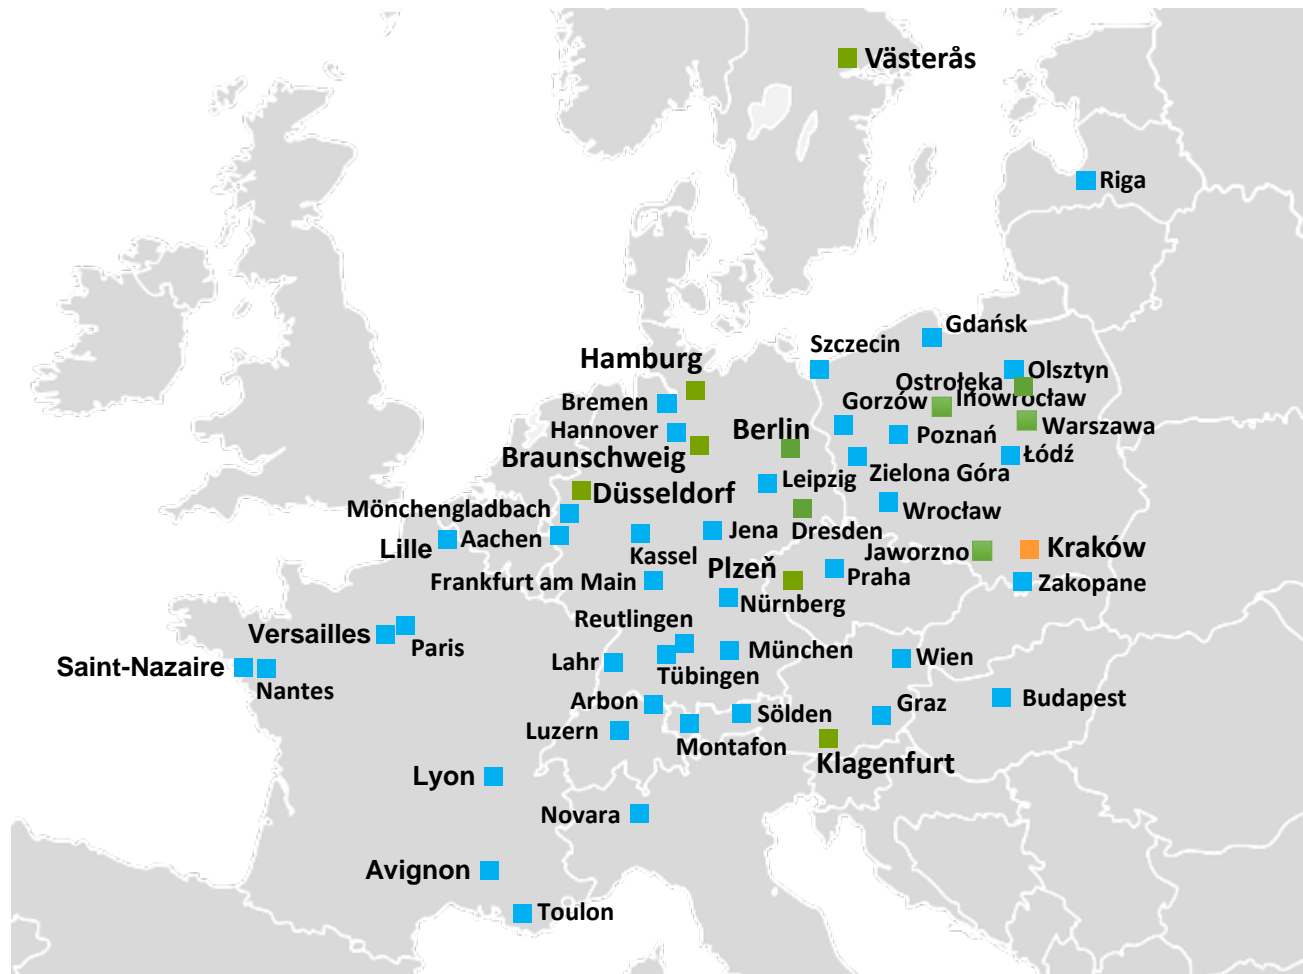 Västerås
Riga
Gdańsk
Szczecin
Hamburg
Olsztyn
Ostrołęka
Inowrocław
Bremen
Gorzów
Hannover
Berlin
Poznań
Warszawa
Braunschweig
Łódź
Zielona Góra
Leipzig
Düsseldorf
Mönchengladbach
Wrocław
Jena
Dresden
Aachen
Lille
Kassel
Jaworzno
Kraków
Plzeň
Praha
Frankfurt am Main
Zakopane
Nürnberg
Reutlingen
Versailles
Paris
München
Wien
Lahr
Saint-Nazaire
Tübingen
Nantes
Arbon
Graz
Budapest
Sölden
Luzern
Montafon
Klagenfurt
Lyon
Novara
Avignon
Toulon